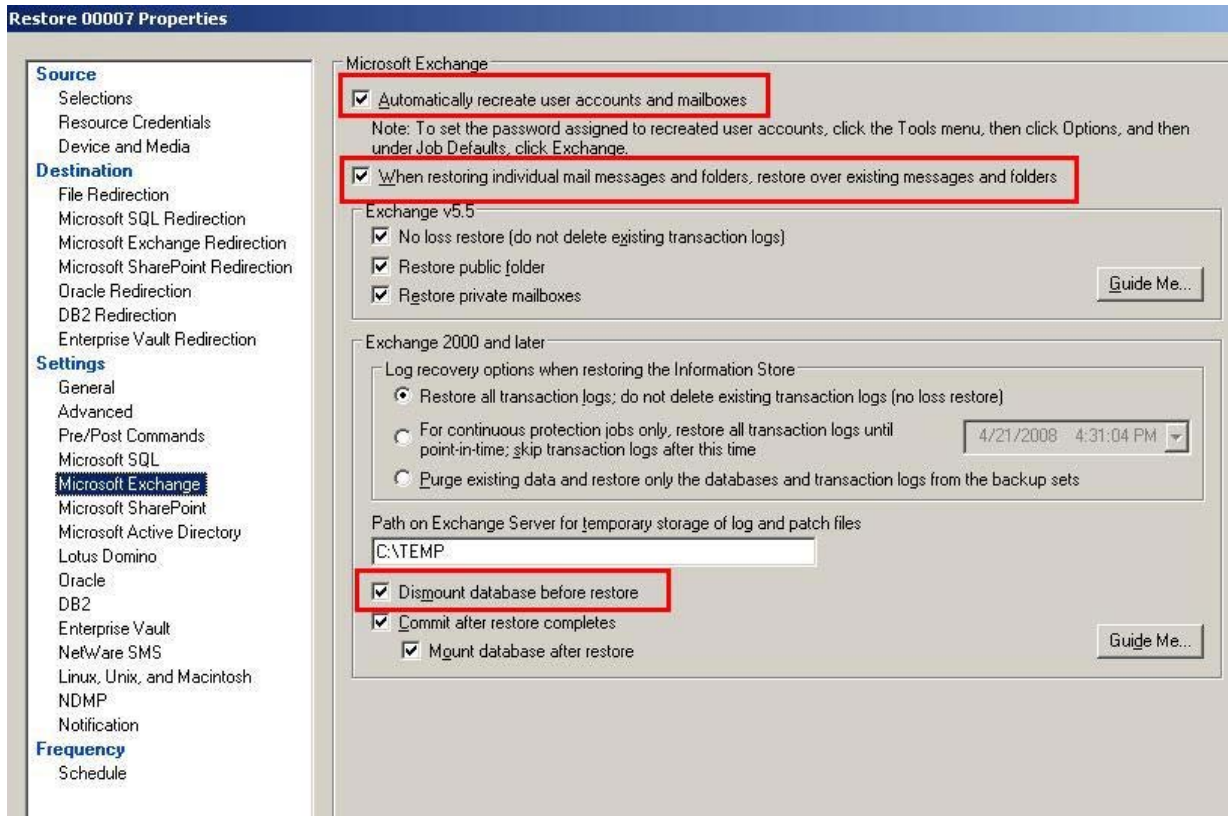 Restore 00007 Properties
Source
Selections
Resource Credentials
Device and Media
Destination
File Redirection
Microsoft SQL Redirection
Microsoft Exchange Redirection
Microsoft SharePoint Redirection
Oracle Redirection
DB2 Redirection
Enterprise Vault Redirection
Settings
General
Advanced
Pre/Post Commands
Microsoft SQL
Microsoft Exchange
Microsoft SharePoint
Microsoft Active Directory
Lotus Domino
Oracle
DB2
Enterprise Vault
NetWare SMS
Linux, Unix, and Macintosh
NDMP
Notification
Frequency
Schedule
Microsoft Exchange
Automatically recreate user accounts and mailboxes
Note: To set the password assigned to recreated user accounts, click the Tools menu, then click Options, and then
under Job Defaults, click Exchange.
When restoring individual mail messages and folders, restore over existing messages and folders
Exchange v5.5
No loss restore (do not delete existing transaction logs)
Restore public folder
Restore private mailboxes
Guide Me...
Exchange 2000 and later
Log recovery options when restoring the Information Store
Restore all transaction logs; do not delete existing transaction logs (no loss restore)
For continuous protection jobs only, restore all transaction logs until
point-in-time; skip transaction logs after this time
4/21/2008 4:31:04 PM
Purge existing data and restore only the databases and transaction logs from the backup sets
Path on Exchange Server for temporary storage of log and patch files
C:\TEMP
Dismount database before restore
Commit after restore completes
Mount database after restore
Guide Me...